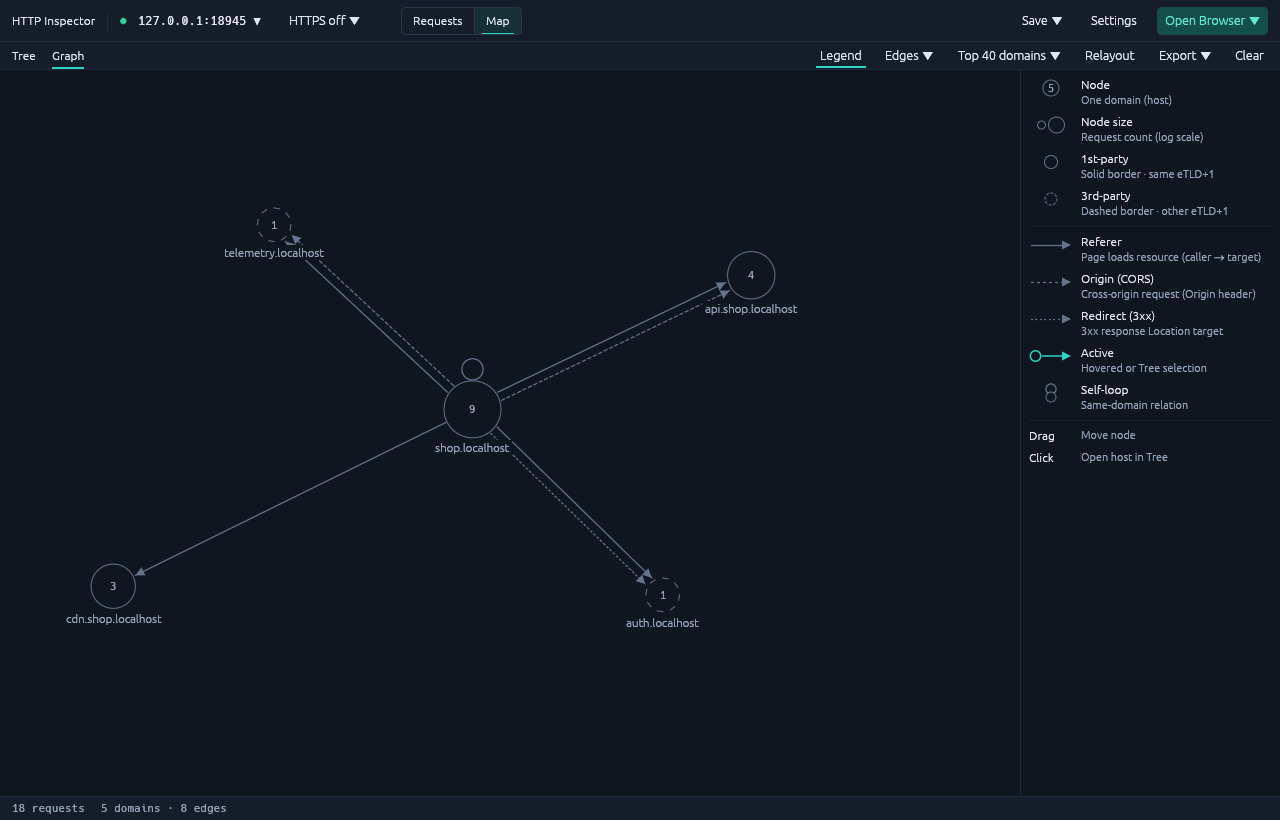 HTTP Inspector
127.0.0.1:18945 ▼
HTTPS off ▼
Requests
Map
Save ▼
Settings
Open Browser ▼
Tree
Graph
Legend
Edges ▼
Top 40 domains ▼
Relayout
Export ▼
Clear
1
telemetry.localhost
4
api.shop.localhost
9
shop.localhost
3
cdn.shop.localhost
1
auth.localhost
5
Node
One domain (host)
Node size
Request count (log scale)
1st-party
Solid border · same eTLD+1
3rd-party
Dashed border · other eTLD+1
Referer
Page loads resource (caller → target)
Origin (CORS)
Cross-origin request (Origin header)
Redirect (3xx)
3xx response Location target
Active
Hovered or Tree selection
Self-loop
Same-domain relation
Drag Move node
Click Open host in Tree
18 requests 5 domains · 8 edges